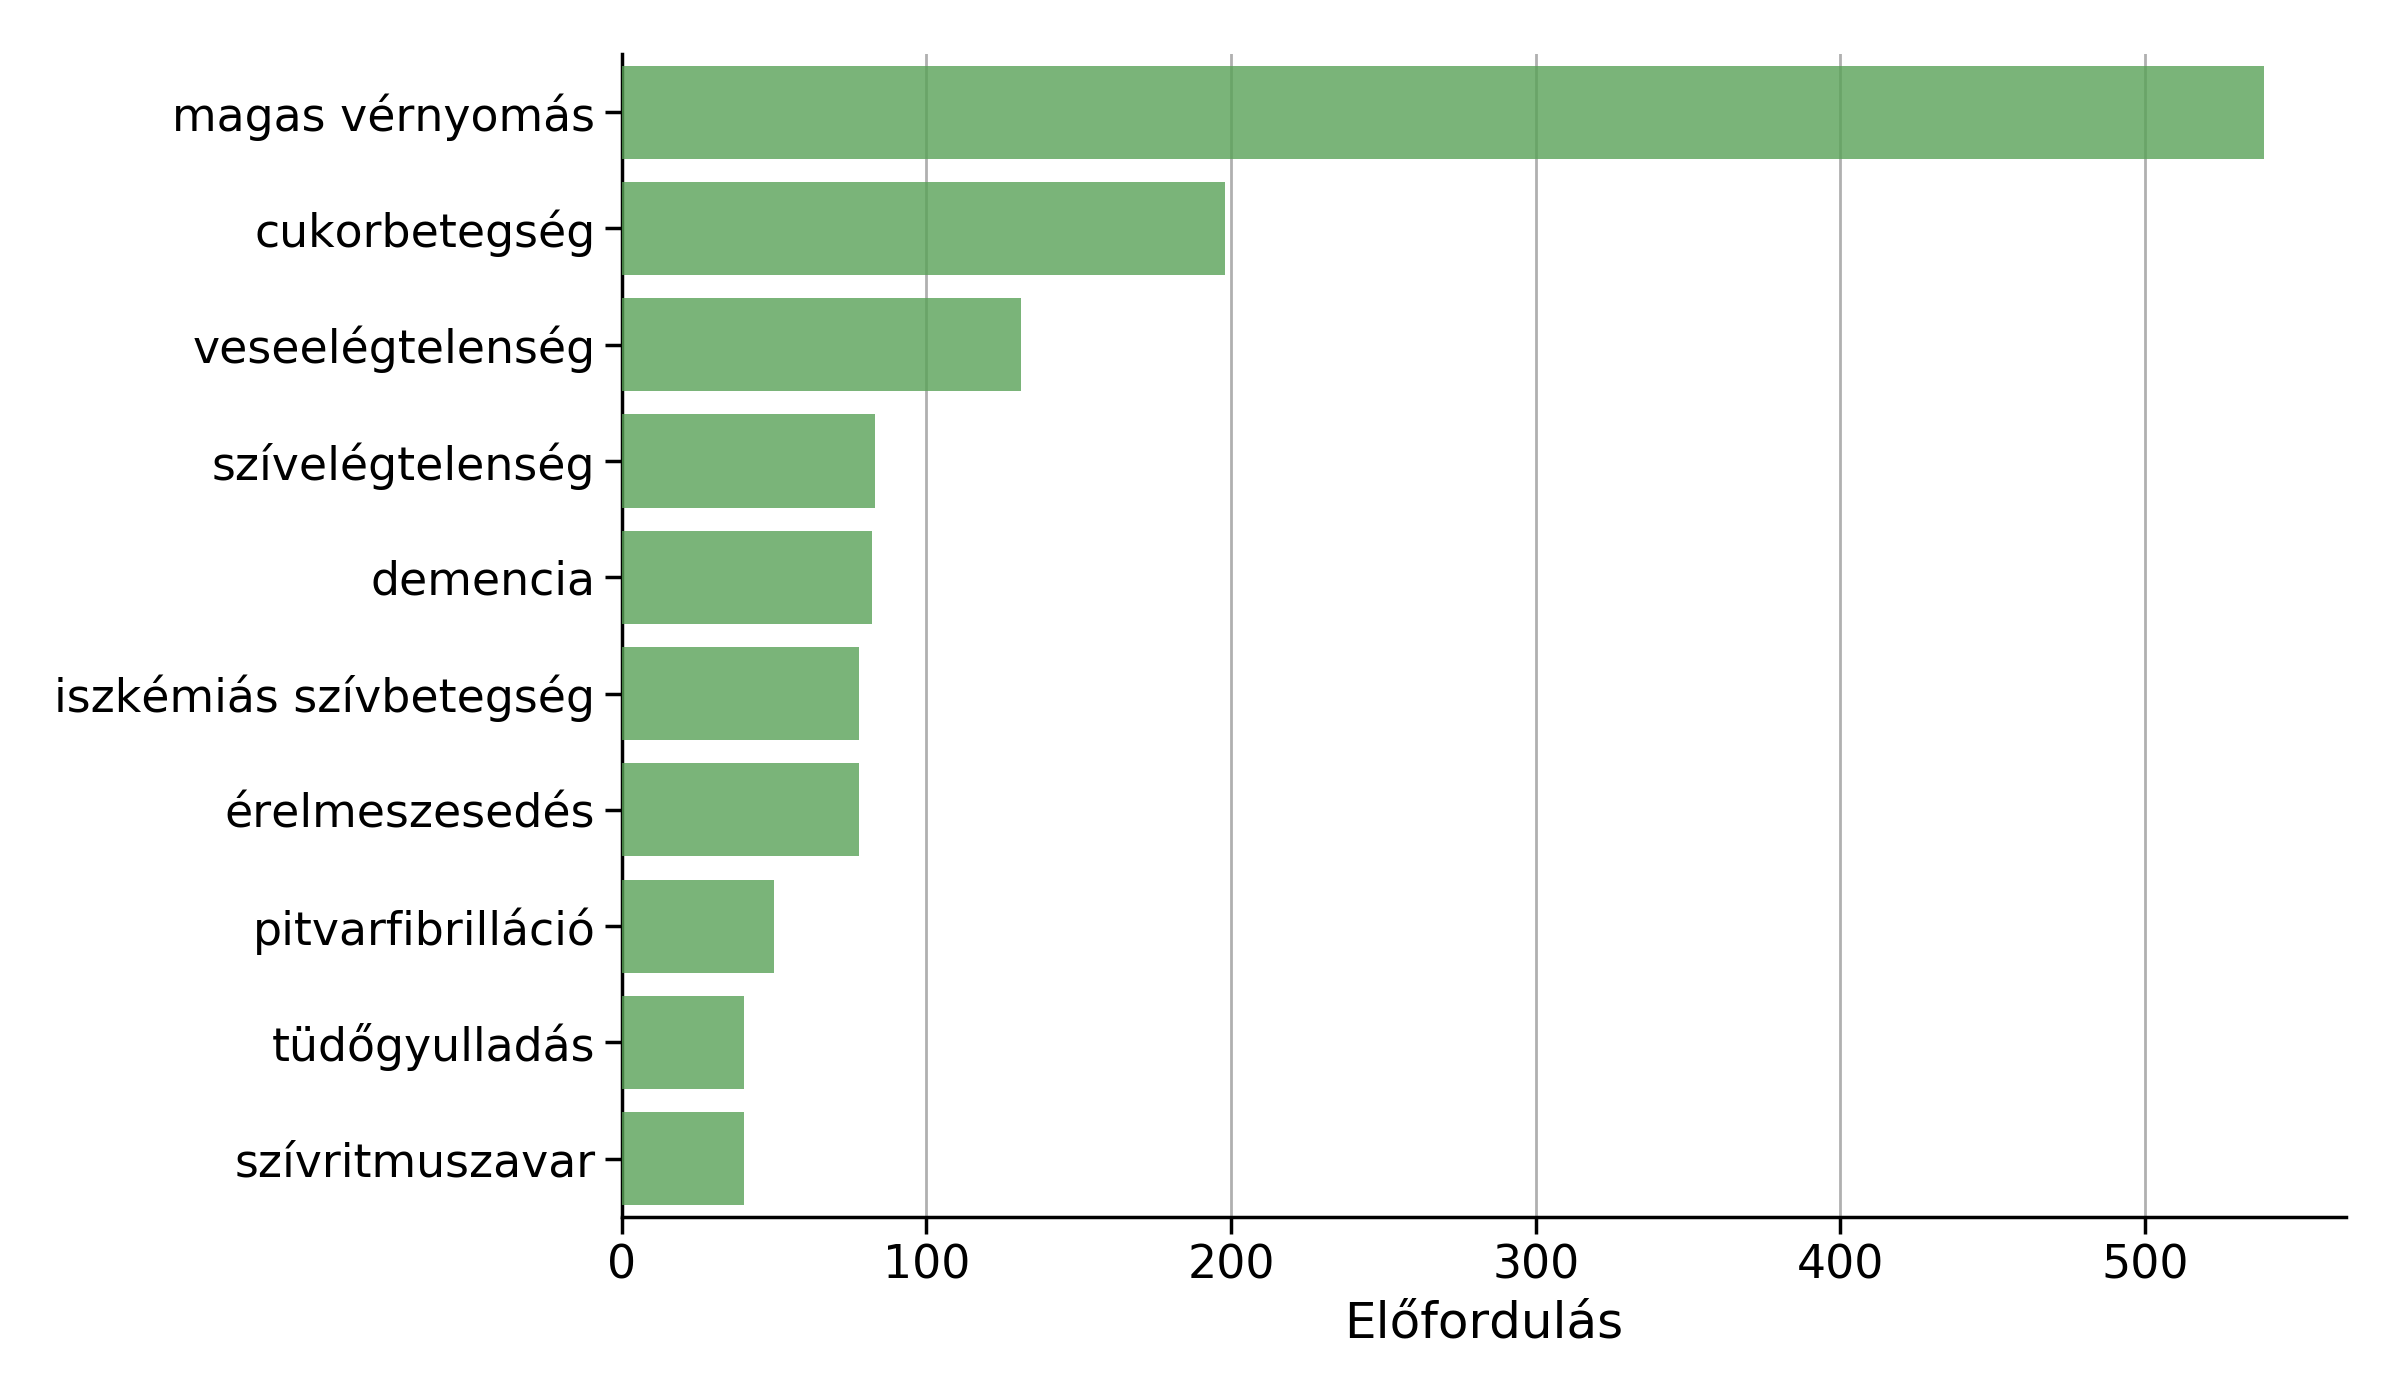 magas vérnyomás
cukorbetegség
veseelégtelenség
szívelégtelenség
demencia
iszkémiás szívbetegség
érelmeszesedés
pitvarfibrilláció
tüdőgyulladás
szívritmuszavar
0 100 200 300 400 500
Előfordulás